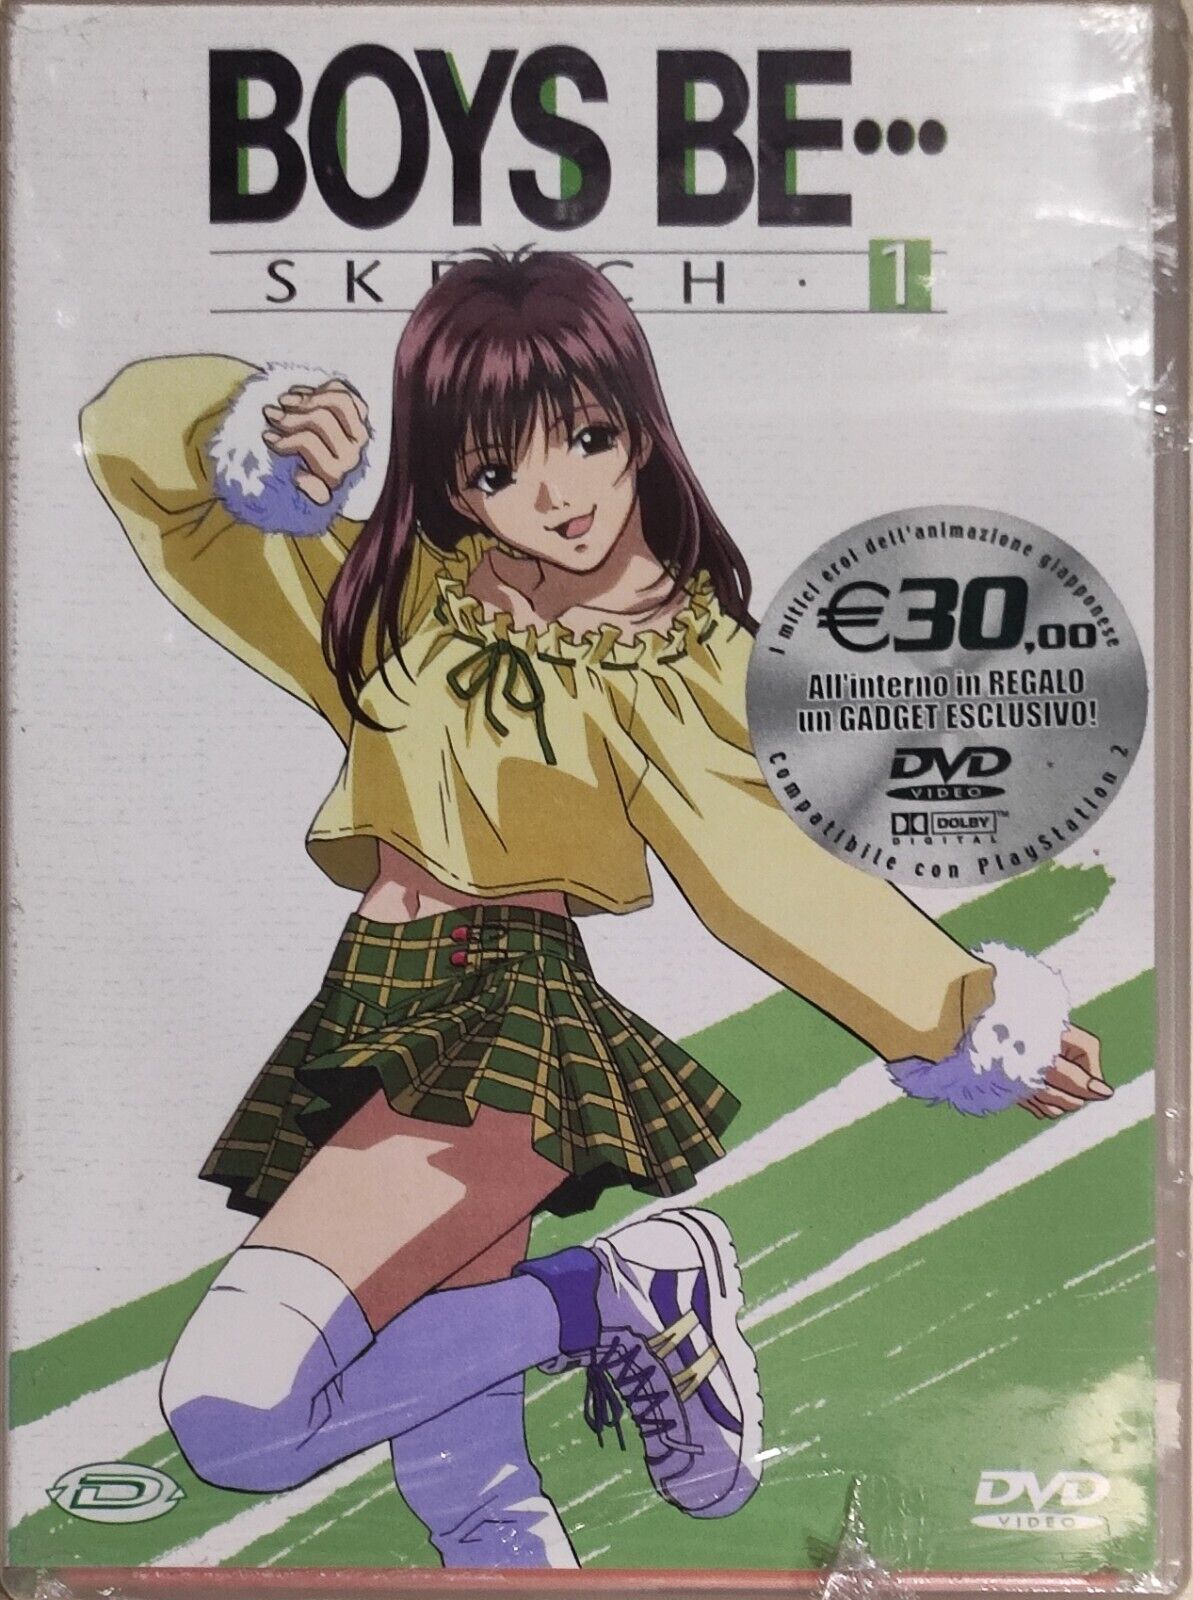 BOYS BE…
SKETCH · 1
I mitici eroi dell'animazione giapponese
€30,00
All'interno in REGALO
un GADGET ESCLUSIVO!
DVD
VIDEO
DOLBY™
DIGITAL
Compatibile con PlayStation 2
D
DVD
VIDEO